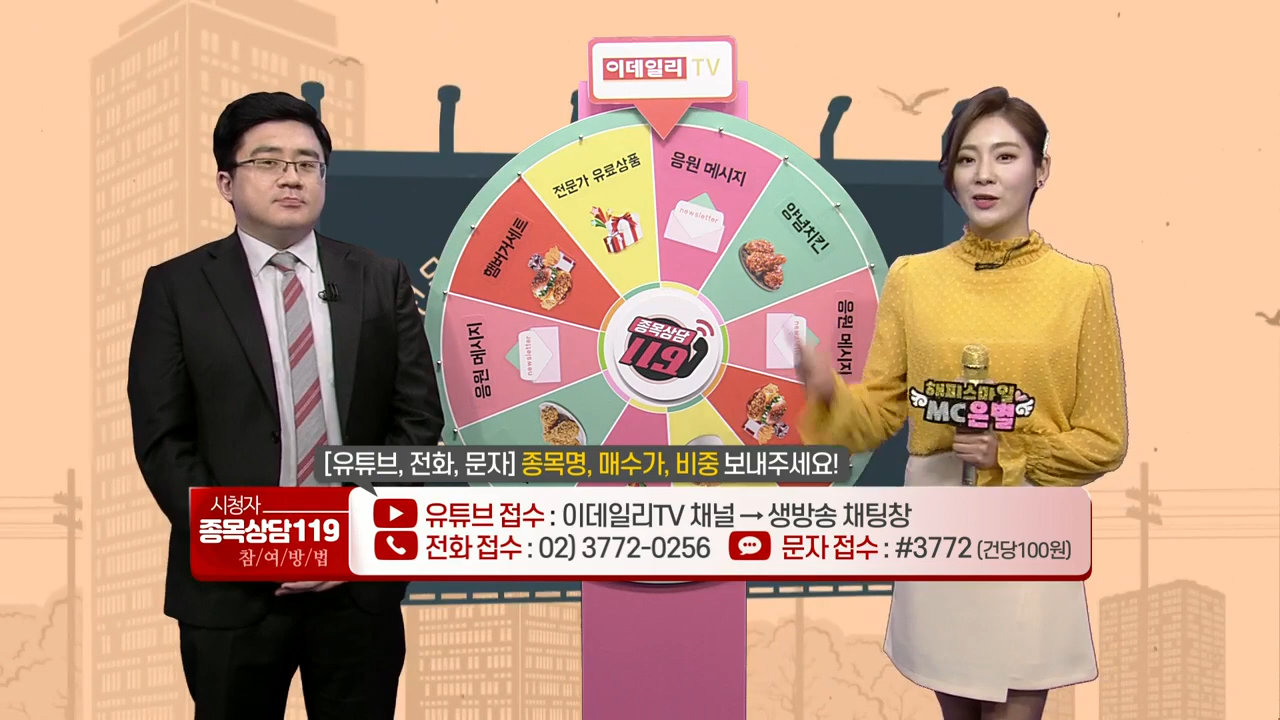 이데일리 TV
전문가 유료상품
응원 메시지
newsletter
양념치킨
햄버거세트
응원 메시지
newsletter
응원 메시지
newsletter
종목상담
119
해피스마일
MC은별
[유튜브, 전화, 문자] 종목명, 매수가, 비중 보내주세요!
시청자
종목상담119
참/여/방/법
유튜브 접수 : 이데일리TV 채널 → 생방송 채팅창
전화 접수 : 02) 3772-0256 문자 접수 : #3772 (건당100원)